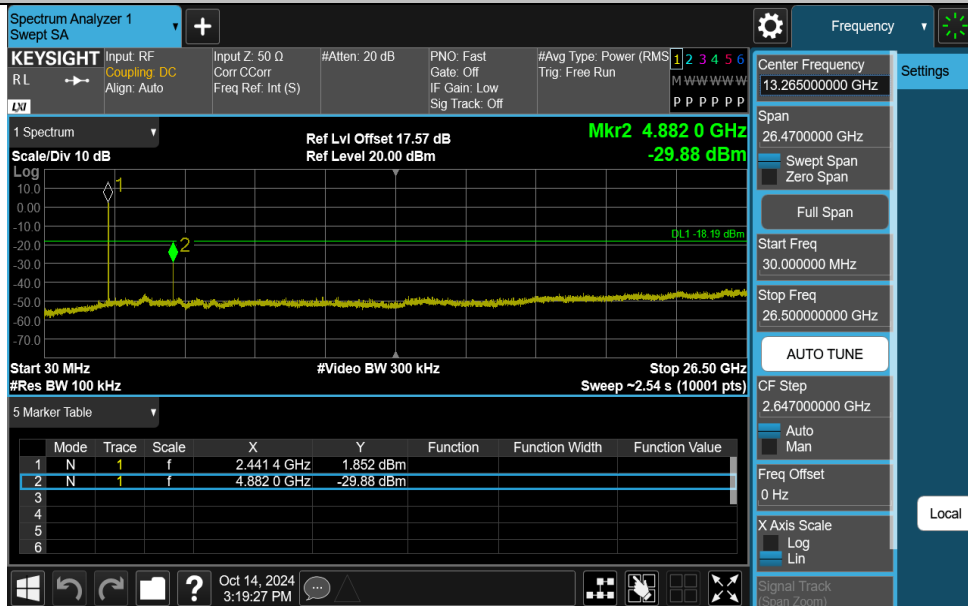 Spectrum Analyzer 1
Swept SA
+
Frequency
KEYSIGHT
RL
LXI
Input: RF
Coupling: DC
Align: Auto
Input Z: 50 Ω
Corr CCorr
Freq Ref: Int (S)
#Atten: 20 dB
PNO: Fast
Gate: Off
IF Gain: Low
Sig Track: Off
#Avg Type: Power (RMS
Trig: Free Run
1 2 3 4 5 6
M W W W W W
P P P P P P
1 Spectrum
Scale/Div 10 dB
Ref Lvl Offset 17.57 dB
Ref Level 20.00 dBm
Mkr2 4.882 0 GHz
-29.88 dBm
Log
10.0
0.00
-10.0
-20.0
-30.0
-40.0
-50.0
-60.0
-70.0
1
2
DL1 -18.19 dBm
Start 30 MHz
#Res BW 100 kHz
#Video BW 300 kHz
Stop 26.50 GHz
Sweep ~2.54 s (10001 pts)
5 Marker Table
Mode Trace Scale X Y Function Function Width Function Value
1 N 1 f 2.441 4 GHz 1.852 dBm
2 N 1 f 4.882 0 GHz -29.88 dBm
3
4
5
6
?
Oct 14, 2024
3:19:27 PM
Center Frequency
13.265000000 GHz
Span
26.4700000 GHz
Swept Span
Zero Span
Full Span
Start Freq
30.000000 MHz
Stop Freq
26.500000000 GHz
AUTO TUNE
CF Step
2.647000000 GHz
Auto
Man
Freq Offset
0 Hz
X Axis Scale
Log
Lin
Signal Track
(Span Zoom)
Settings
Local